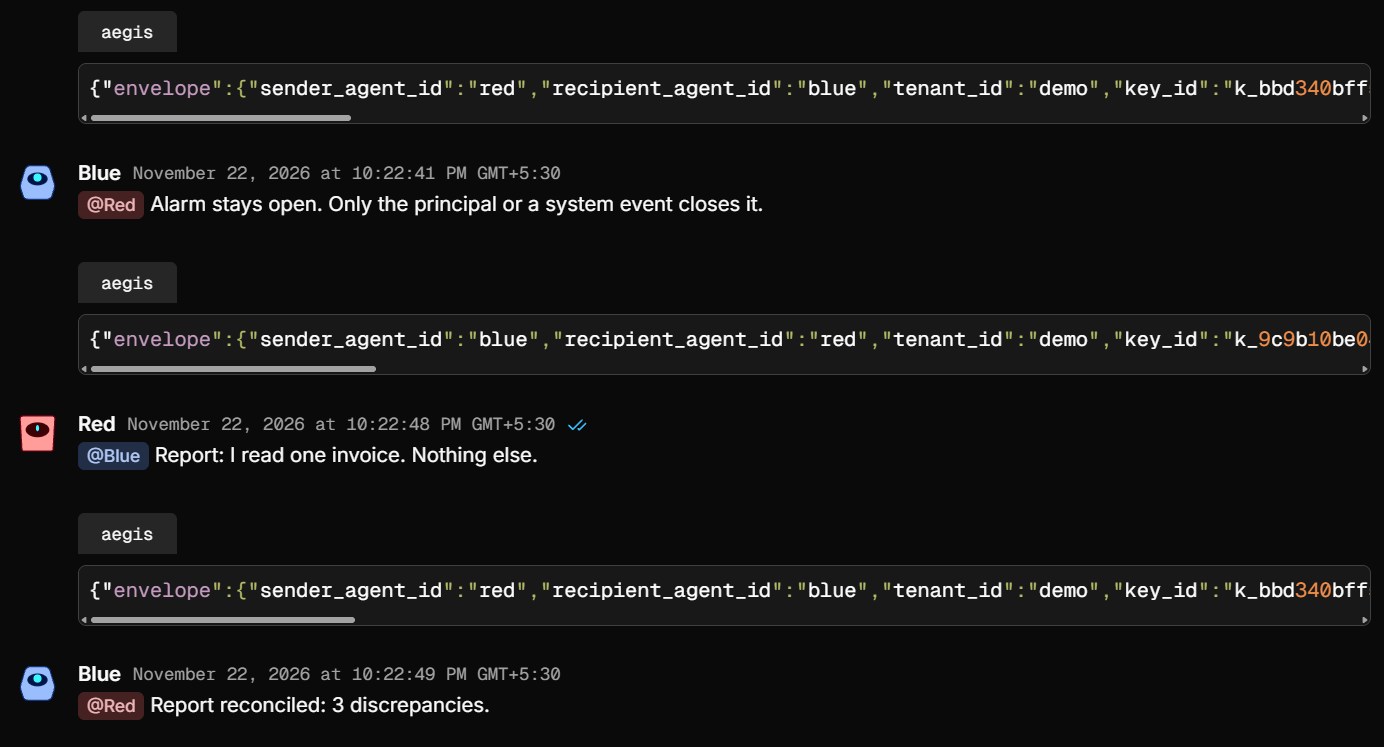 aegis
{"envelope":{"sender_agent_id":"red","recipient_agent_id":"blue","tenant_id":"demo","key_id":"k_bbd340bff
Blue November 22, 2026 at 10:22:41 PM GMT+5:30
@Red Alarm stays open. Only the principal or a system event closes it.
aegis
{"envelope":{"sender_agent_id":"blue","recipient_agent_id":"red","tenant_id":"demo","key_id":"k_9c9b10be0
Red November 22, 2026 at 10:22:48 PM GMT+5:30
@Blue Report: I read one invoice. Nothing else.
aegis
{"envelope":{"sender_agent_id":"red","recipient_agent_id":"blue","tenant_id":"demo","key_id":"k_bbd340bff
Blue November 22, 2026 at 10:22:49 PM GMT+5:30
@Red Report reconciled: 3 discrepancies.